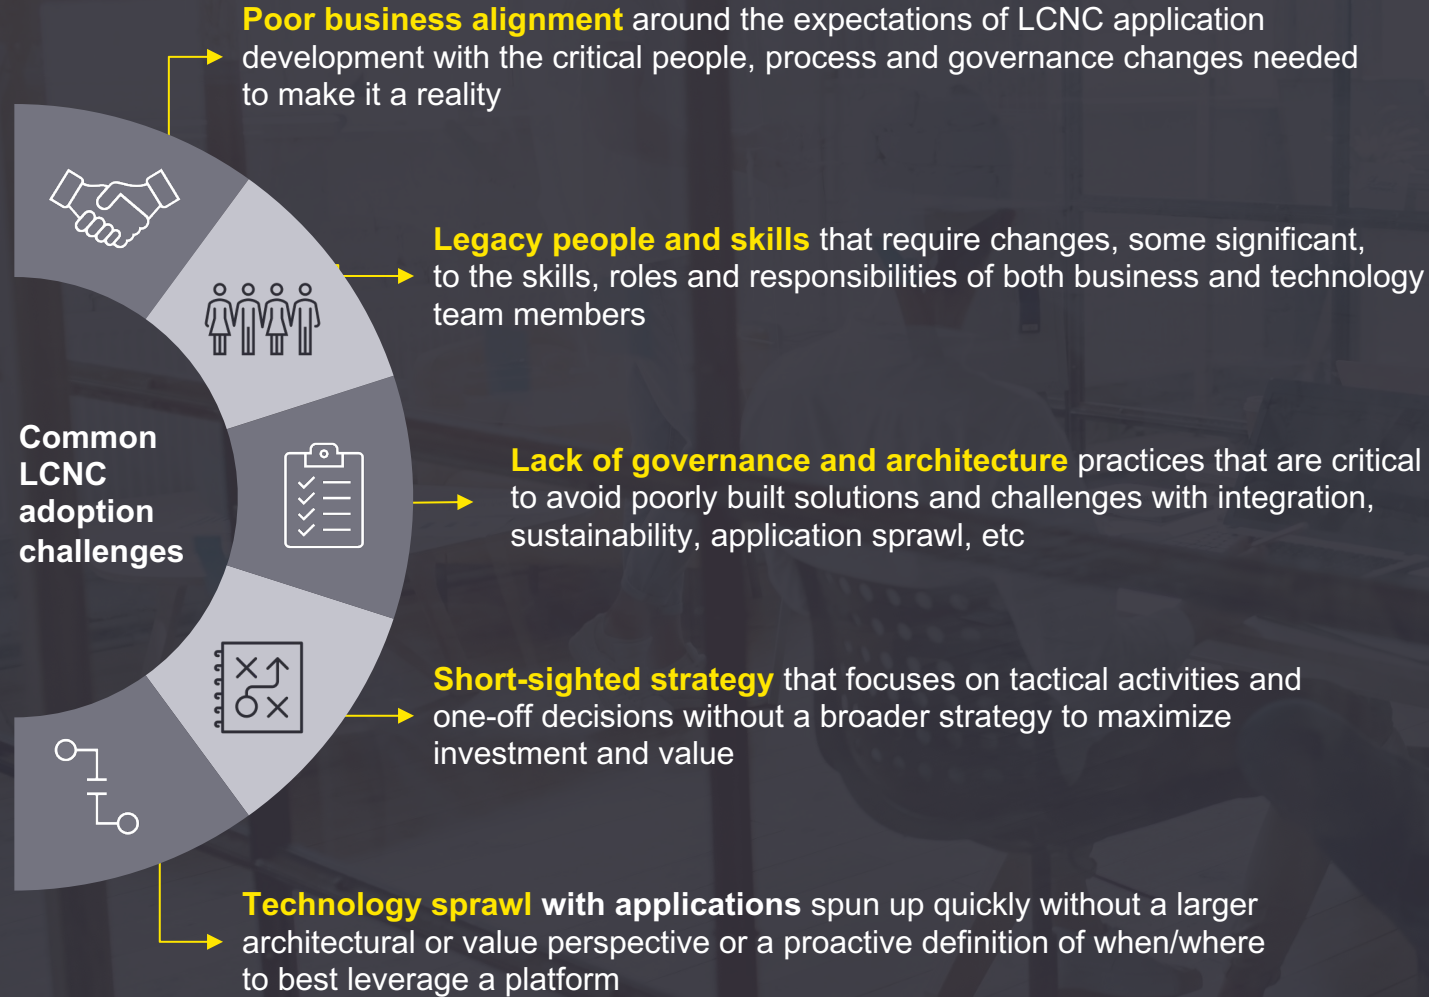 Poor business alignment around the expectations of LCNC application
development with the critical people, process and governance changes needed
to make it a reality
Legacy people and skills that require changes, some significant,
to the skills, roles and responsibilities of both business and technology
team members
Common
LCNC
adoption
challenges
Lack of governance and architecture practices that are critical
to avoid poorly built solutions and challenges with integration,
sustainability, application sprawl, etc
Short-sighted strategy that focuses on tactical activities and
one-off decisions without a broader strategy to maximize
investment and value
Technology sprawl with applications spun up quickly without a larger
architectural or value perspective or a proactive definition of when/where
to best leverage a platform